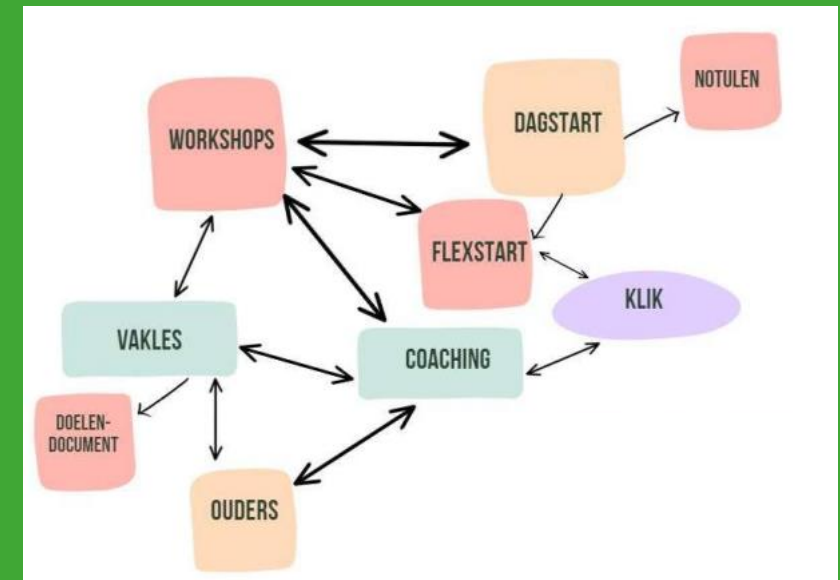 NOTULEN
DAGSTART
WORKSHOPS
FLEXSTART
KLIK
VAKLES
COACHING
DOELEN-
DOCUMENT
OUDERS